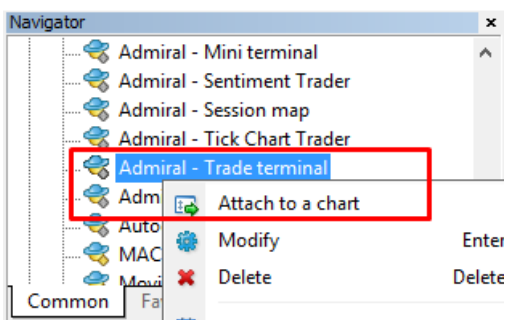 Navigator
Admiral - Mini terminal
Admiral - Sentiment Trader
Admiral - Session map
Admiral - Tick Chart Trader
Admiral - Trade terminal
Adm
Attach to a chart
Auto
Modify Enter
MAC
Delete Delete
Movi
Common Fa